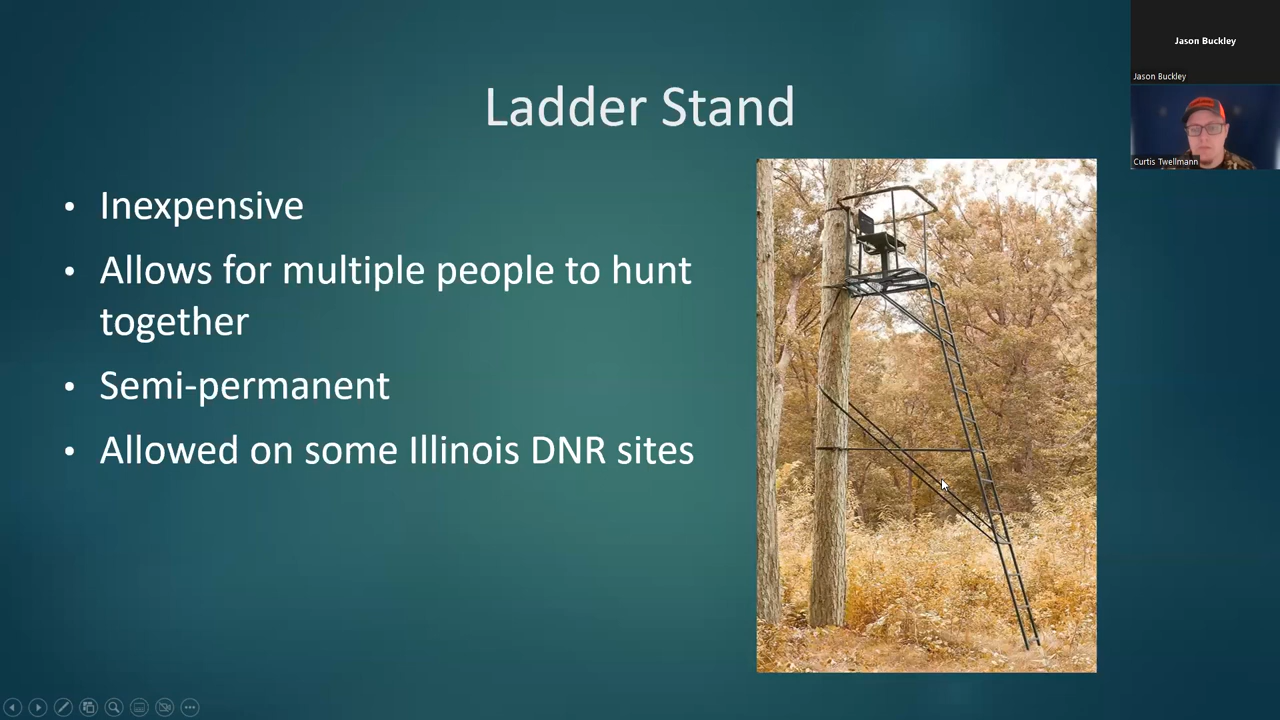 Ladder Stand
• Inexpensive
• Allows for multiple people to hunt
together
• Semi-permanent
• Allowed on some Illinois DNR sites
Jason Buckley
Jason Buckley
Curtis Twellmann